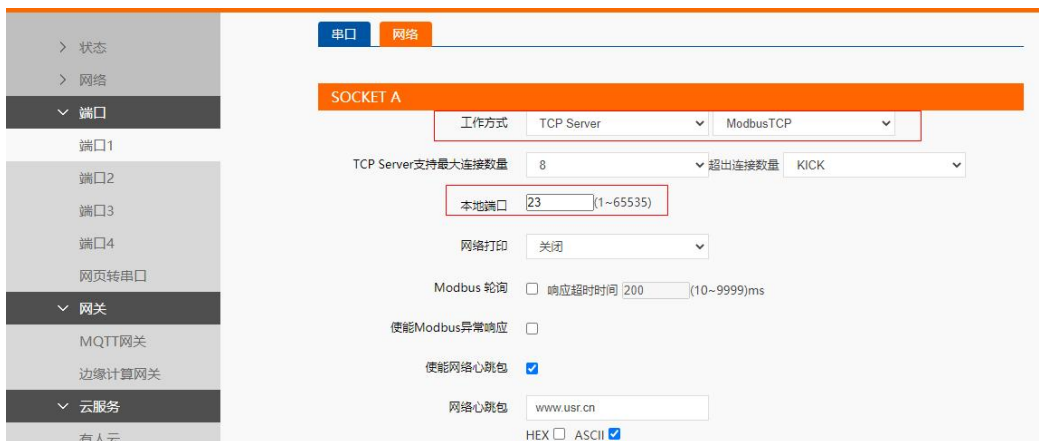 串口 网络
状态
网络
端口
端口1
端口2
端口3
端口4
网页转串口
网关
MQTT网关
边缘计算网关
云服务
有人云
SOCKET A
工作方式 TCP Server ModbusTCP
TCP Server支持最大连接数量 8 超出连接数量 KICK
本地端口 23 (1~65535)
网络打印 关闭
Modbus 轮询 响应超时时间 200 (10~9999)ms
使能Modbus异常响应
使能网络心跳包
网络心跳包 www.usr.cn
HEX ASCII